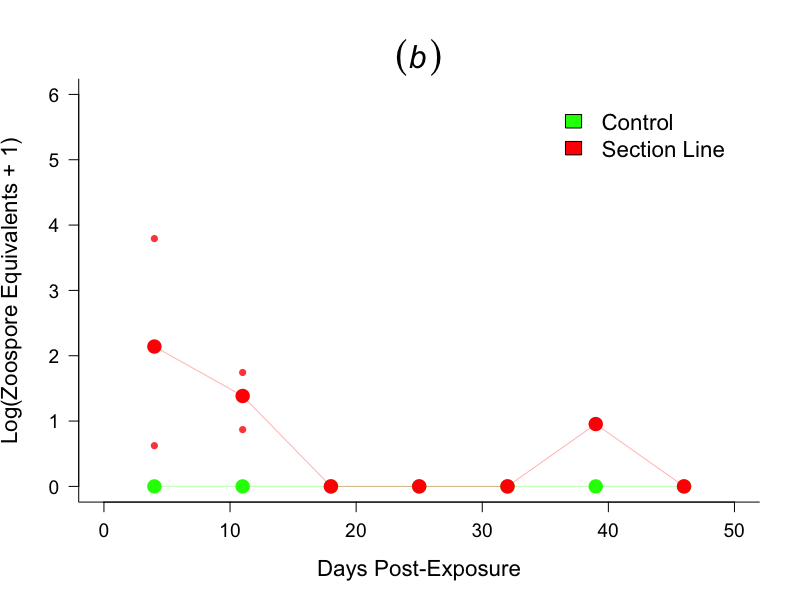 (b)
Control
Section Line
Log(Zoospore Equivalents + 1)
6
5
4
3
2
1
0
0 10 20 30 40 50
Days Post-Exposure